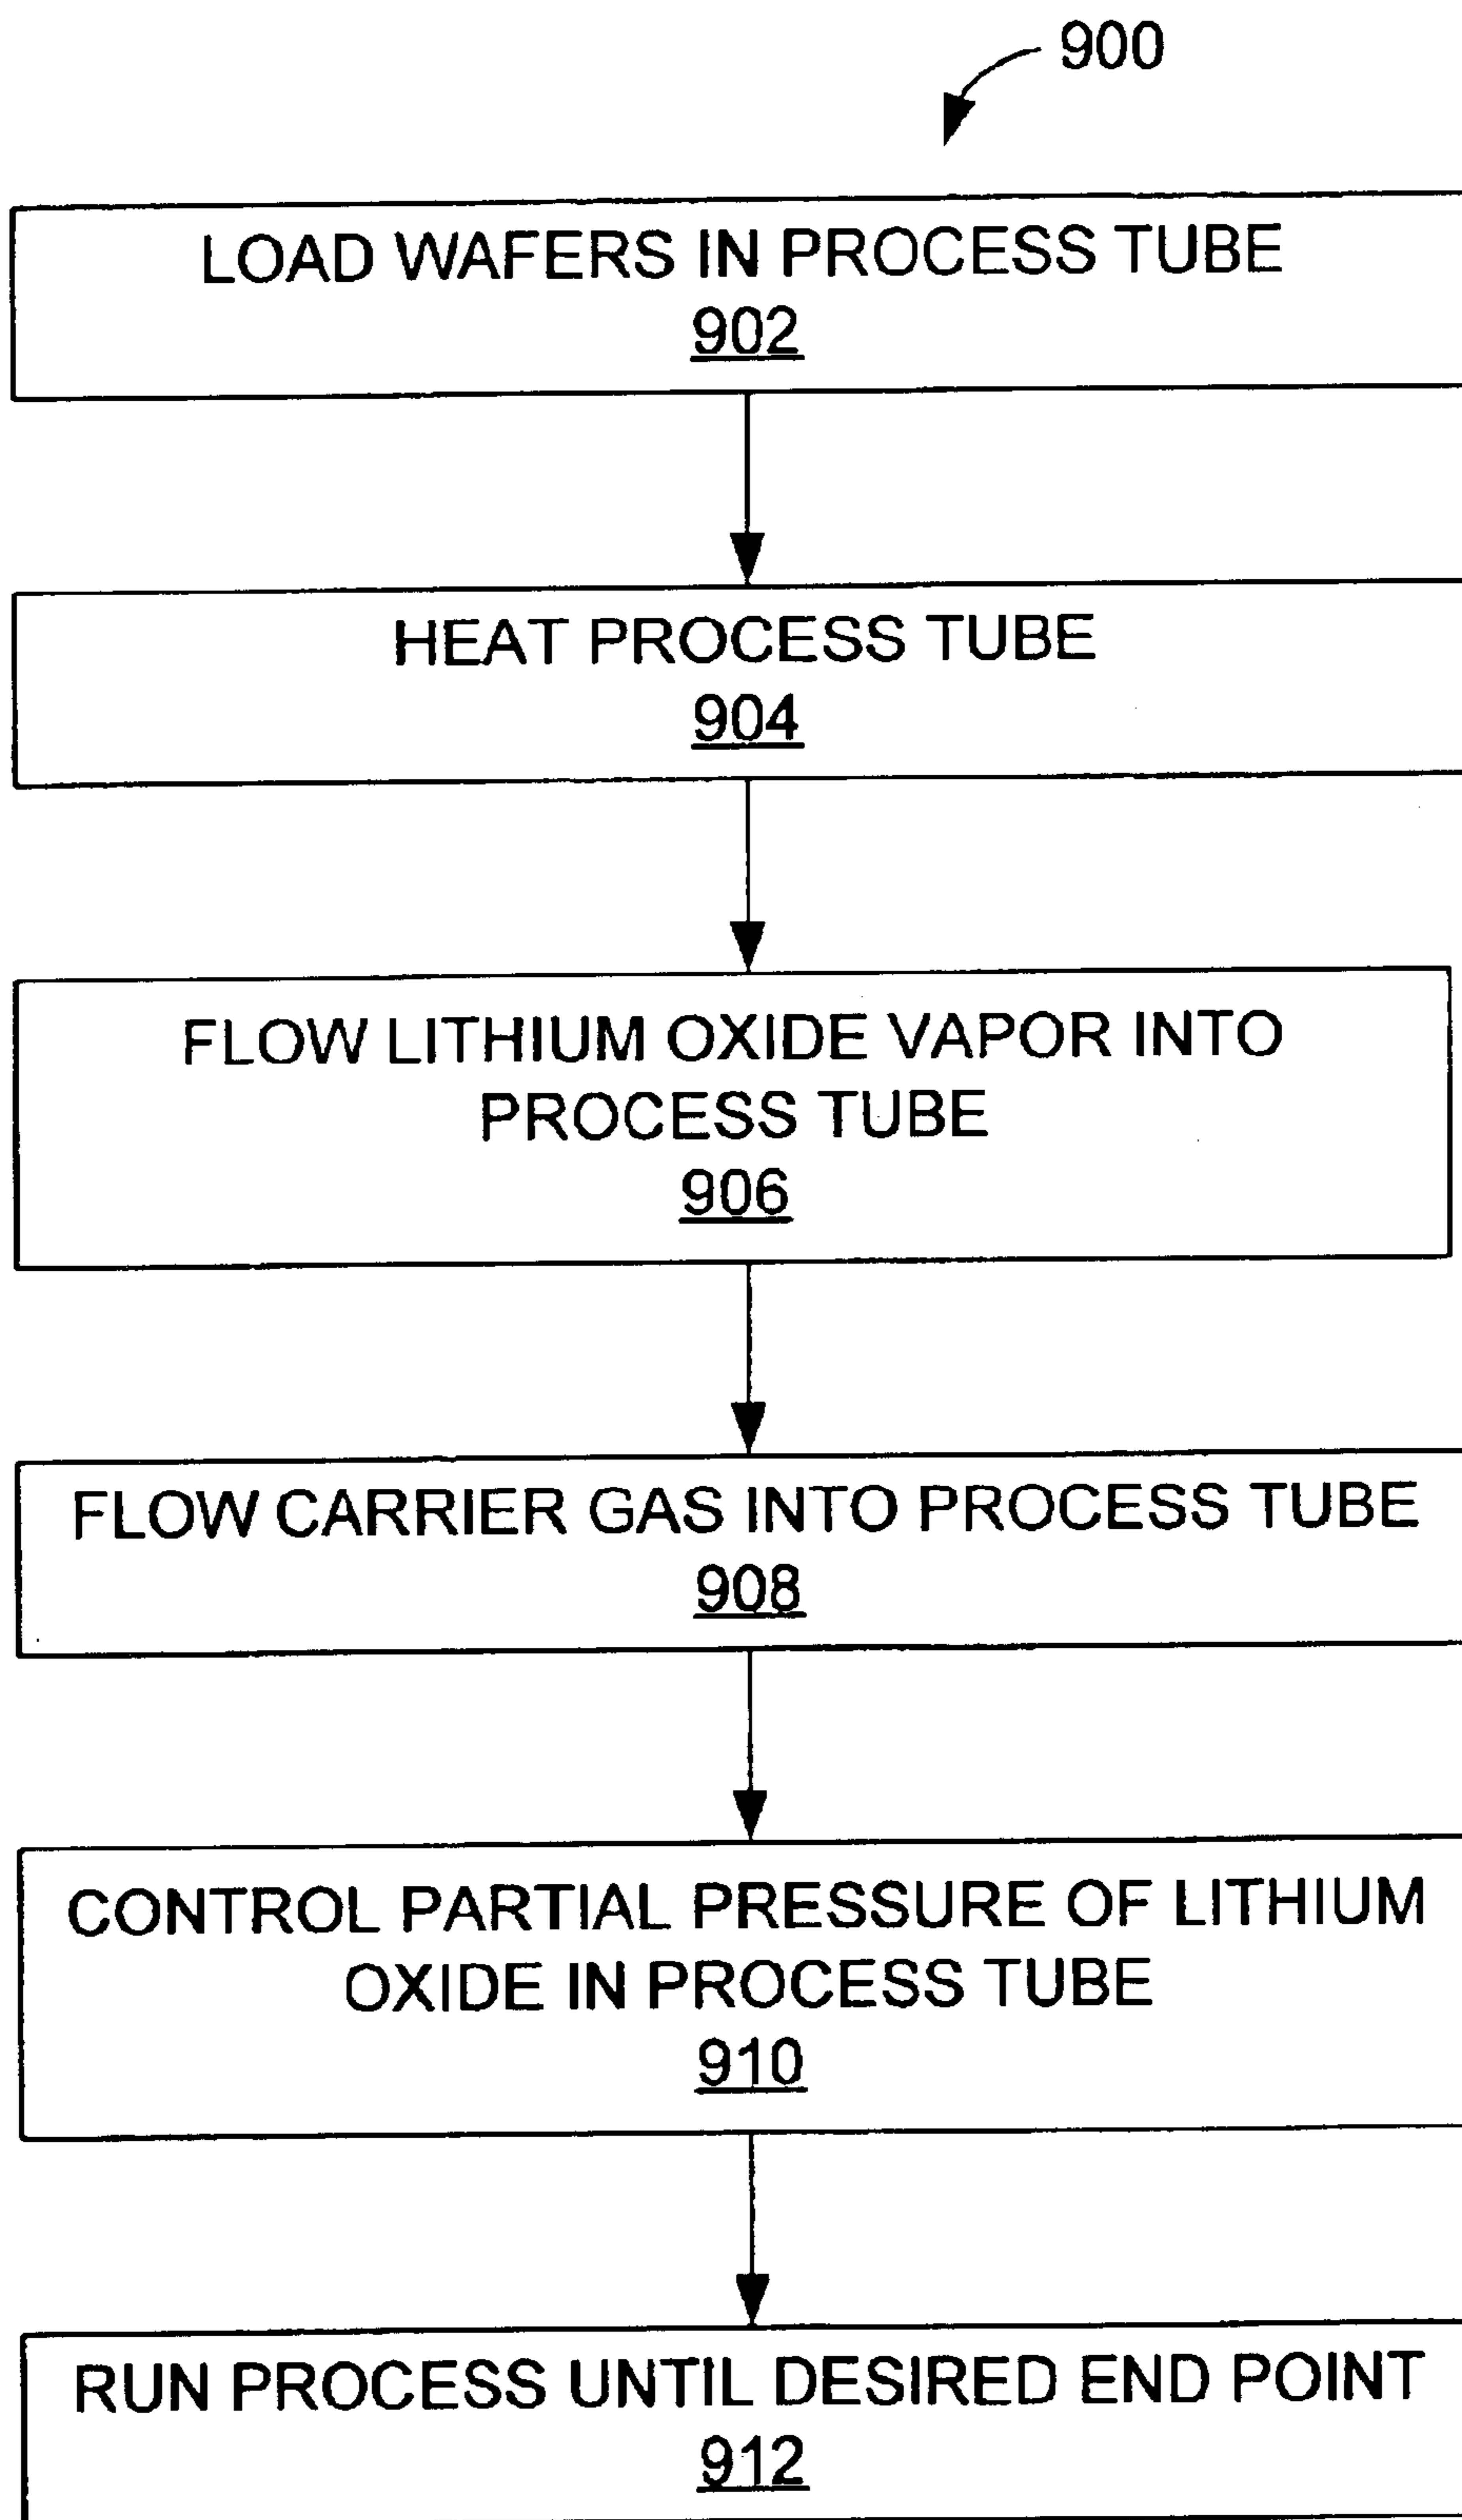 900
LOAD WAFERS IN PROCESS TUBE
902
HEAT PROCESS TUBE
904
FLOW LITHIUM OXIDE VAPOR INTO
PROCESS TUBE
906
FLOW CARRIER GAS INTO PROCESS TUBE
908
CONTROL PARTIAL PRESSURE OF LITHIUM
OXIDE IN PROCESS TUBE
910
RUN PROCESS UNTIL DESIRED END POINT
912